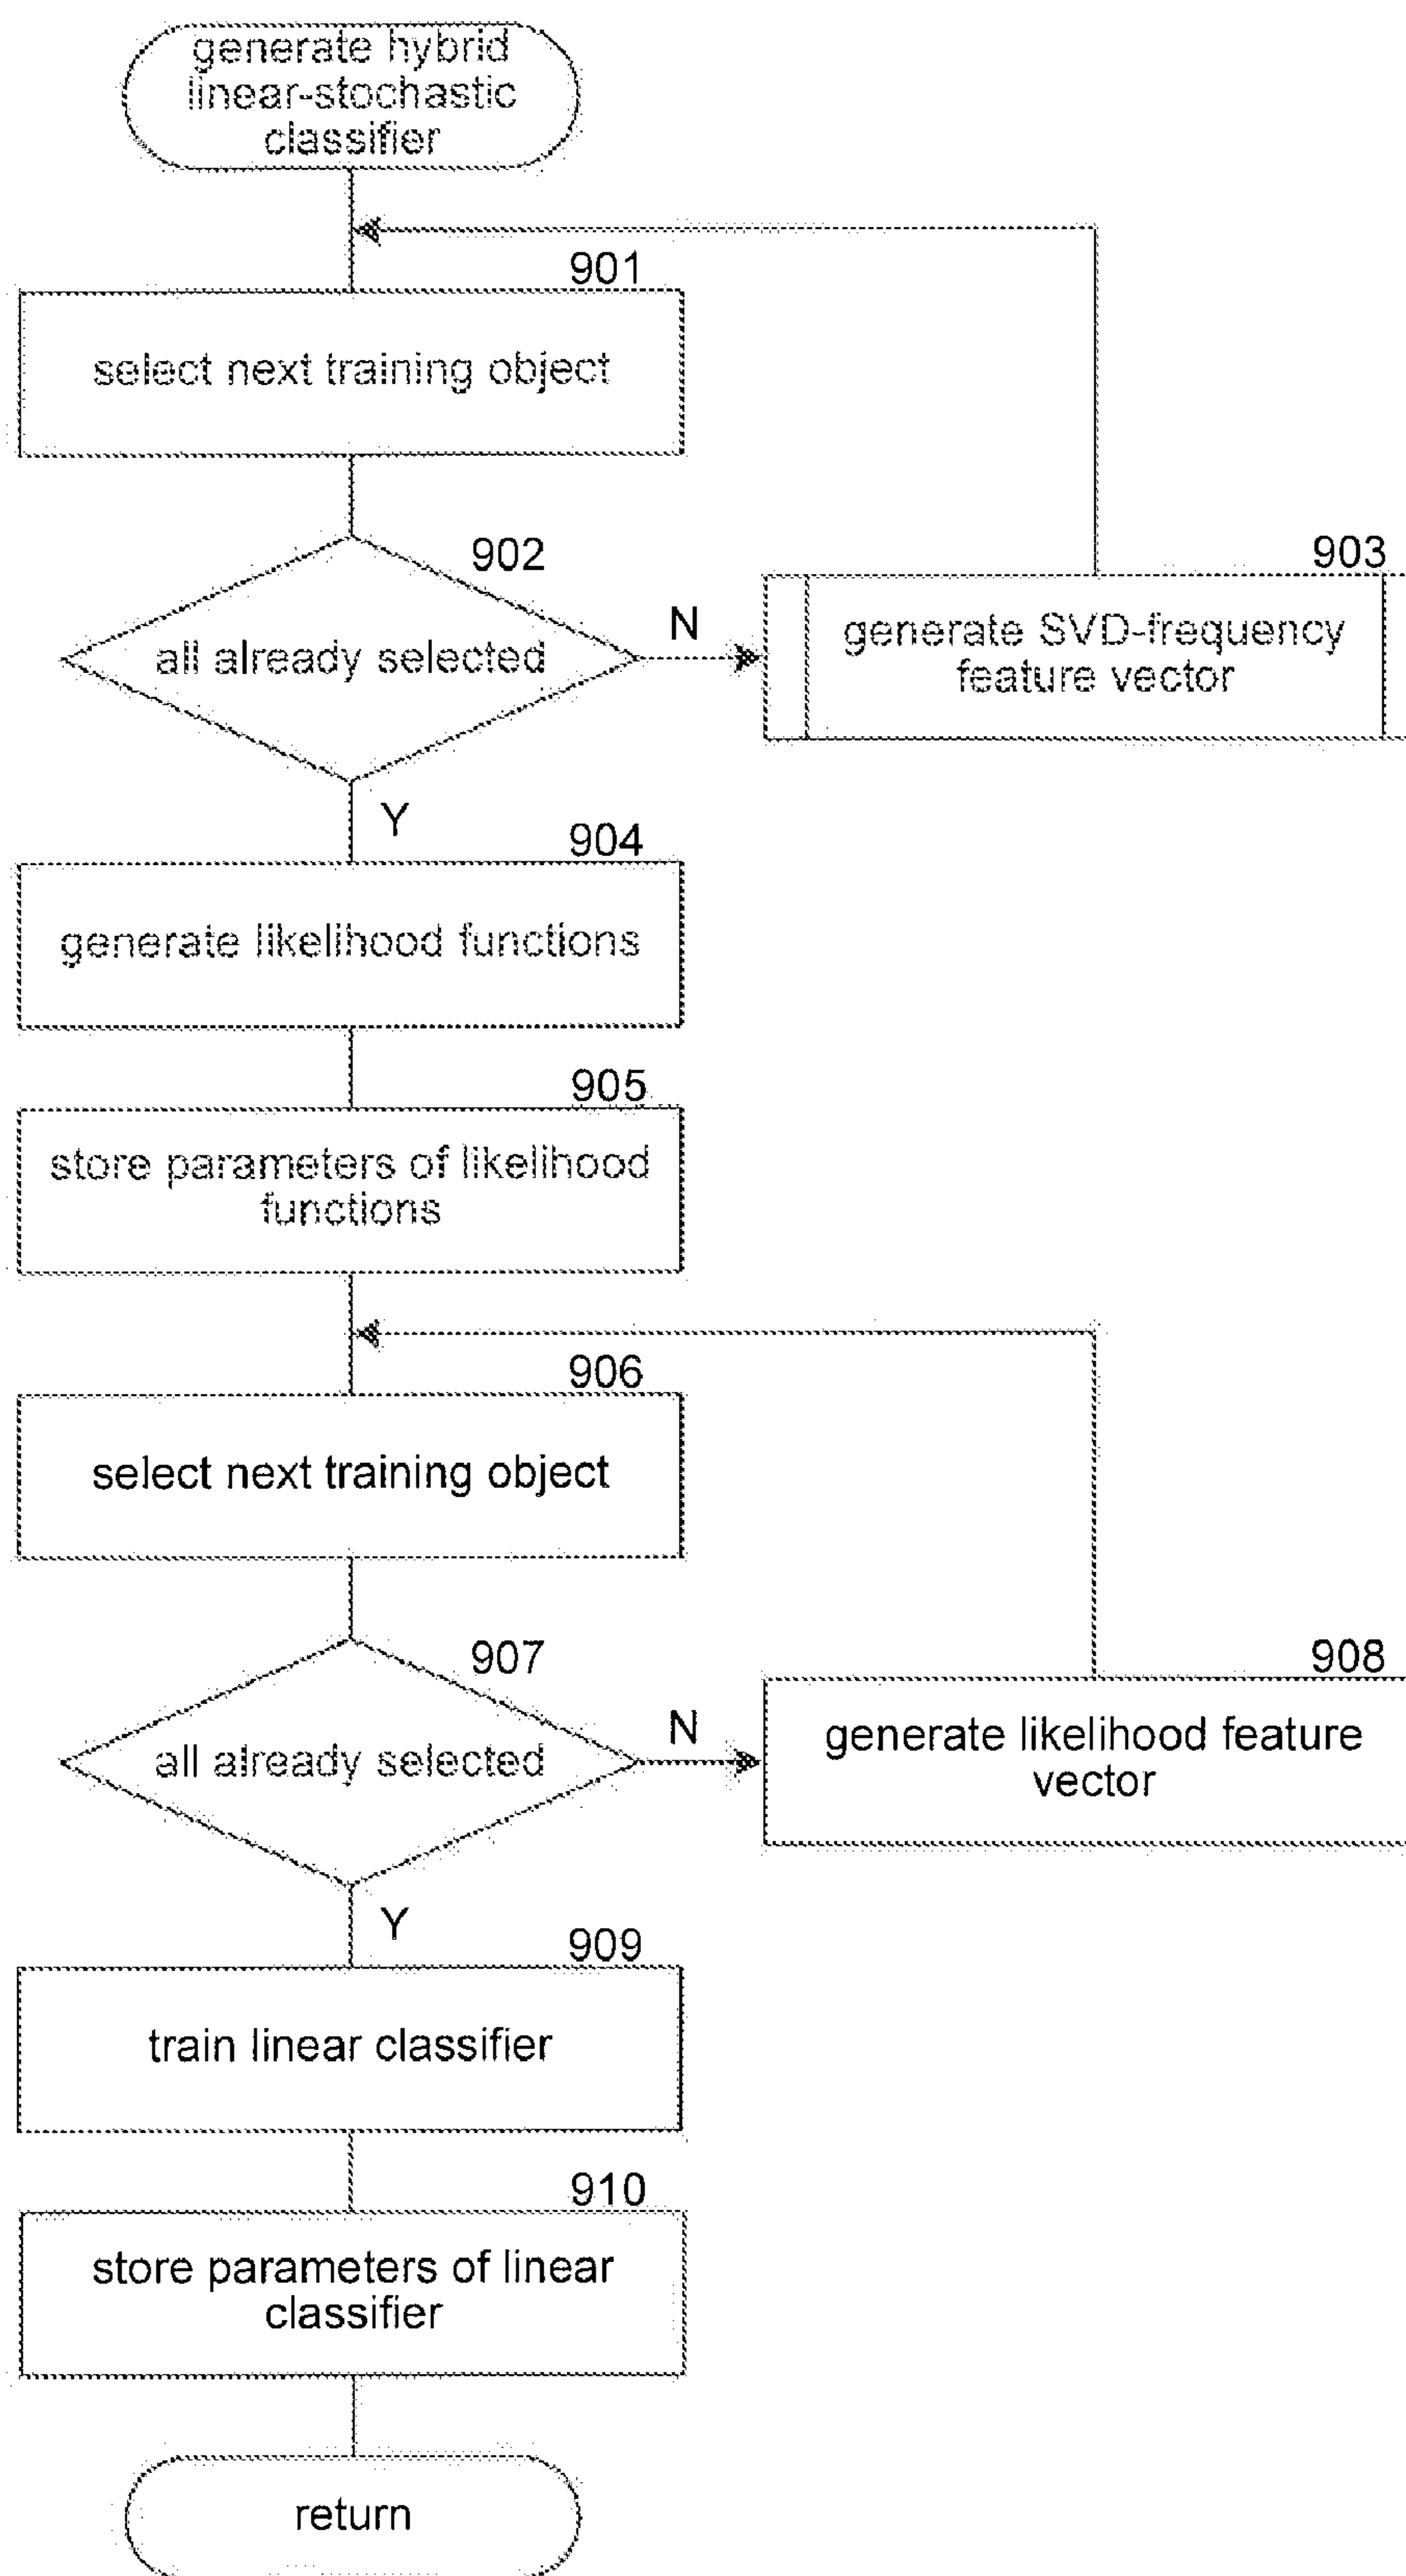 generate hybrid
linear-stochastic
classifier
901
select next training object
902
all already selected
N
903
generate SVD-frequency
feature vector
Y
904
generate likelihood functions
905
store parameters of likelihood
functions
906
select next training object
907
all already selected
N
908
generate likelihood feature
vector
Y
909
train linear classifier
910
store parameters of linear
classifier
return